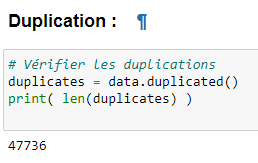 Duplication : ¶
# Vérifier les duplications
duplicates = data.duplicated()
print( len(duplicates) )
47736